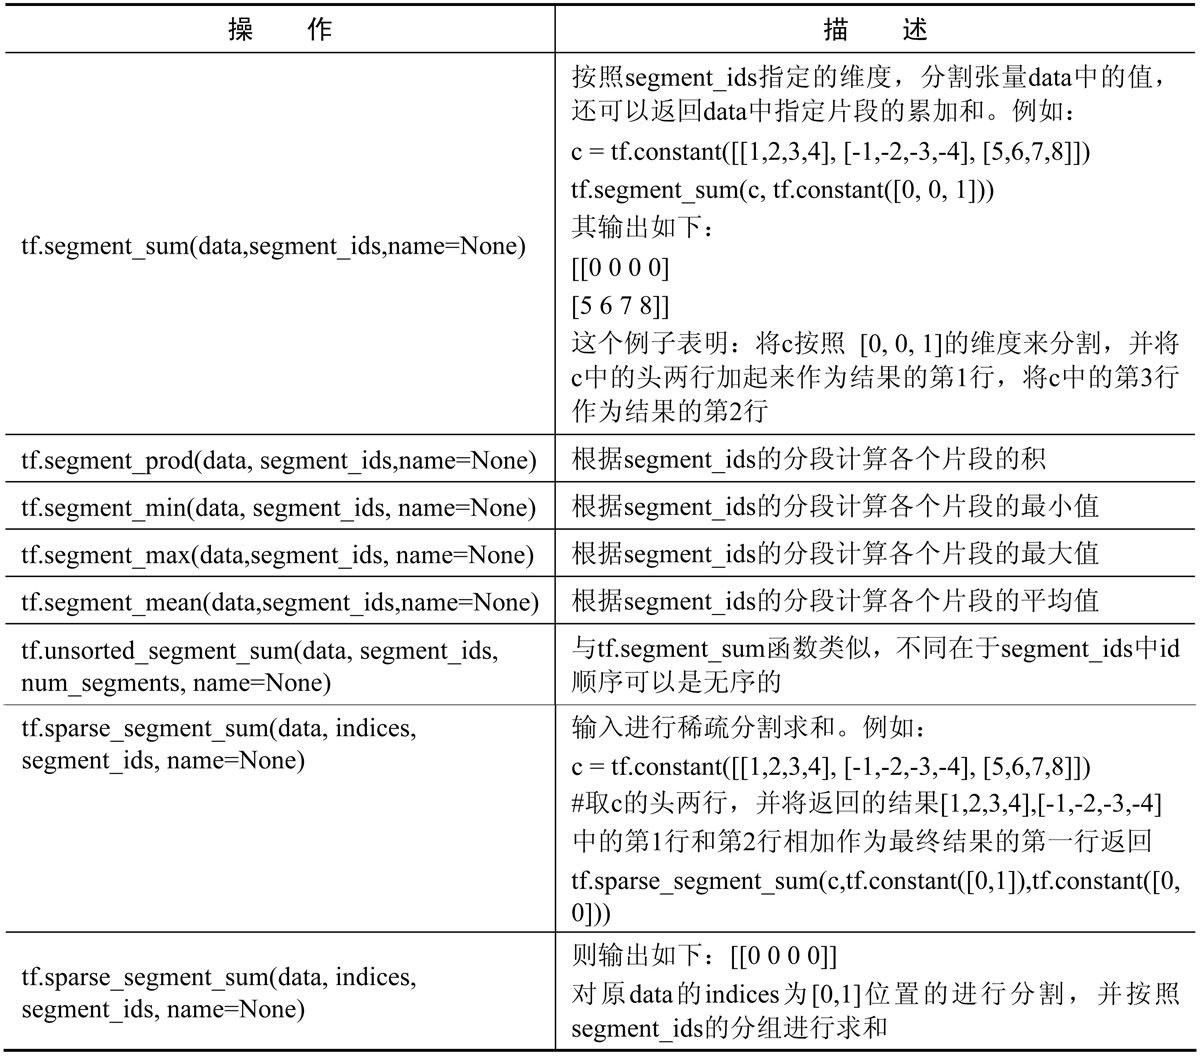 操 作 描 述
tf.segment_sum(data,segment_ids,name=None)
按照segment_ids指定的维度，分割张量data中的值，
还可以返回data中指定片段的累加和。例如：
c = tf.constant([[1,2,3,4], [-1,-2,-3,-4], [5,6,7,8]])
tf.segment_sum(c, tf.constant([0, 0, 1]))
其输出如下：
[[0 0 0 0]
[5 6 7 8]]
这个例子表明：将c按照 [0, 0, 1]的维度来分割，并将
c中的头两行加起来作为结果的第1行，将c中的第3行
作为结果的第2行
tf.segment_prod(data, segment_ids,name=None) 根据segment_ids的分段计算各个片段的积
tf.segment_min(data, segment_ids, name=None) 根据segment_ids的分段计算各个片段的最小值
tf.segment_max(data,segment_ids, name=None) 根据segment_ids的分段计算各个片段的最大值
tf.segment_mean(data,segment_ids,name=None) 根据segment_ids的分段计算各个片段的平均值
tf.unsorted_segment_sum(data, segment_ids,
num_segments, name=None)
与tf.segment_sum函数类似，不同在于segment_ids中id
顺序可以是无序的
tf.sparse_segment_sum(data, indices,
segment_ids, name=None)
输入进行稀疏分割求和。例如：
c = tf.constant([[1,2,3,4], [-1,-2,-3,-4], [5,6,7,8]])
#取c的头两行，并将返回的结果[1,2,3,4],[-1,-2,-3,-4]
中的第1行和第2行相加作为最终结果的第一行返回
tf.sparse_segment_sum(c,tf.constant([0,1]),tf.constant([0,
0]))
tf.sparse_segment_sum(data, indices,
segment_ids, name=None)
则输出如下：[[0 0 0 0]]
对原data的indices为[0,1]位置的进行分割，并按照
segment_ids的分组进行求和